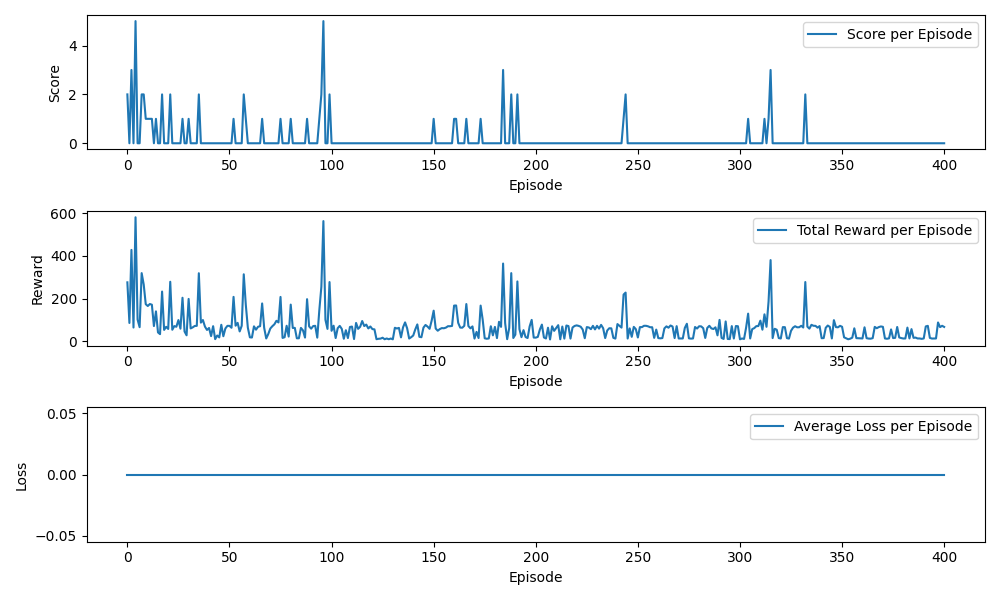 4
2
0
Score
Score per Episode
0 50 100 150 200 250 300 350 400
Episode
600
400
200
0
Reward
Total Reward per Episode
0 50 100 150 200 250 300 350 400
Episode
0.05
0.00
−0.05
Loss
Average Loss per Episode
0 50 100 150 200 250 300 350 400
Episode